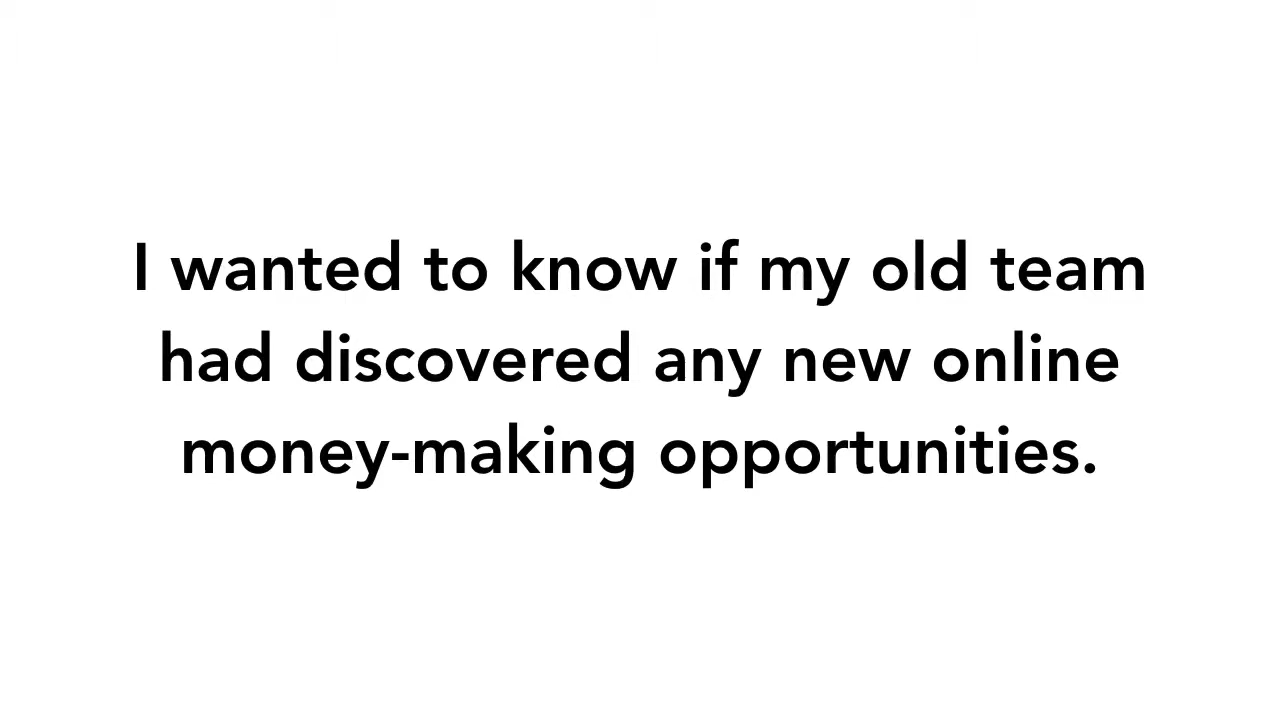 I wanted to know if my old team
had discovered any new online
money-making opportunities.